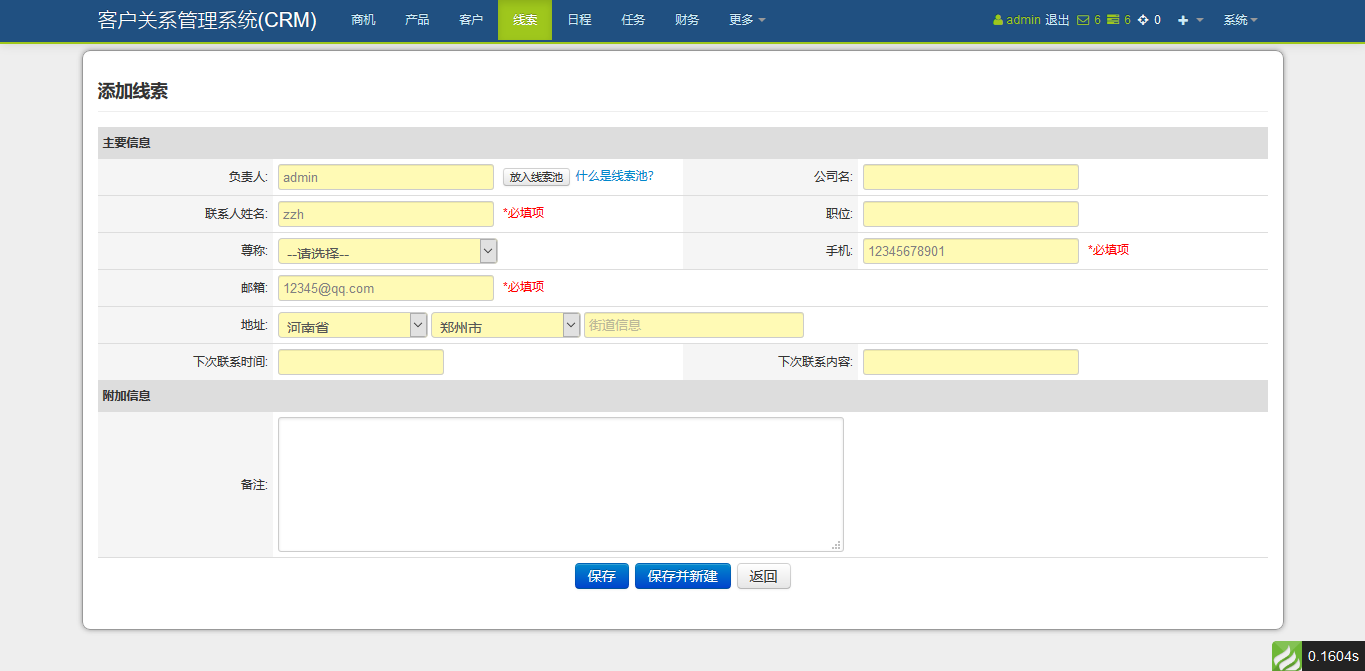 客户关系管理系统(CRM) 商机 产品 客户 线索 日程 任务 财务 更多 admin 退出 6 6 0 系统
添加线索
主要信息
负责人: admin 放入线索池 什么是线索池? 公司名:
联系人姓名: zzh *必填项 职位:
尊称: --请选择-- 手机: 12345678901 *必填项
邮箱: 12345@qq.com *必填项
地址: 河南省 郑州市 街道信息
下次联系时间: 下次联系内容:
附加信息
备注:
保存 保存并新建 返回
0.1604s